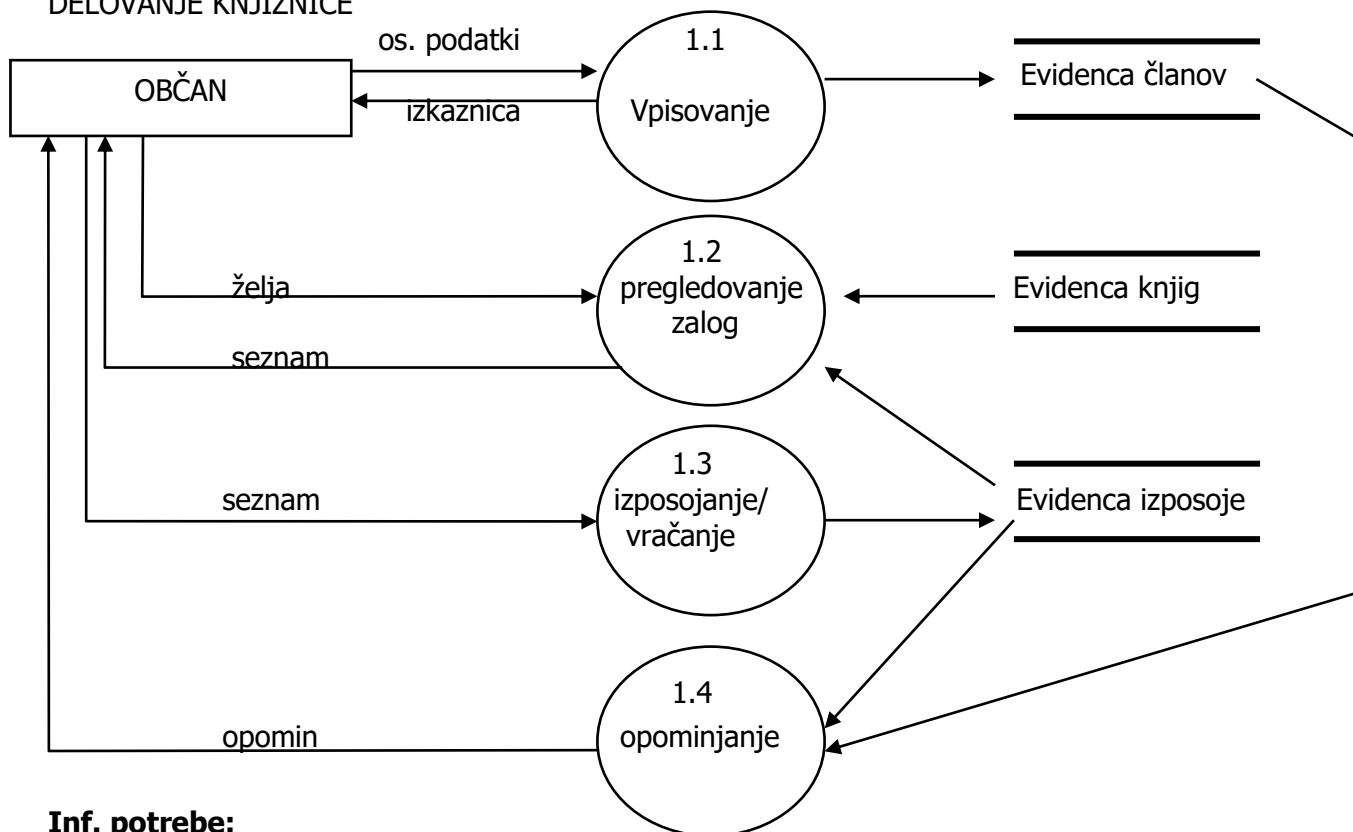 DELOVANJE KNJIŽNICE
os. podatki
1.1
OBČAN
Evidenca članov
izkaznica
Vpisovanje
1.2
želja
pregledovanje
zalog
Evidenca knjig
seznam
1.3
seznam
izposojanje/
vračanje
Evidenca izposoje
1.4
opomin
opominjanje
Inf. potrebe: